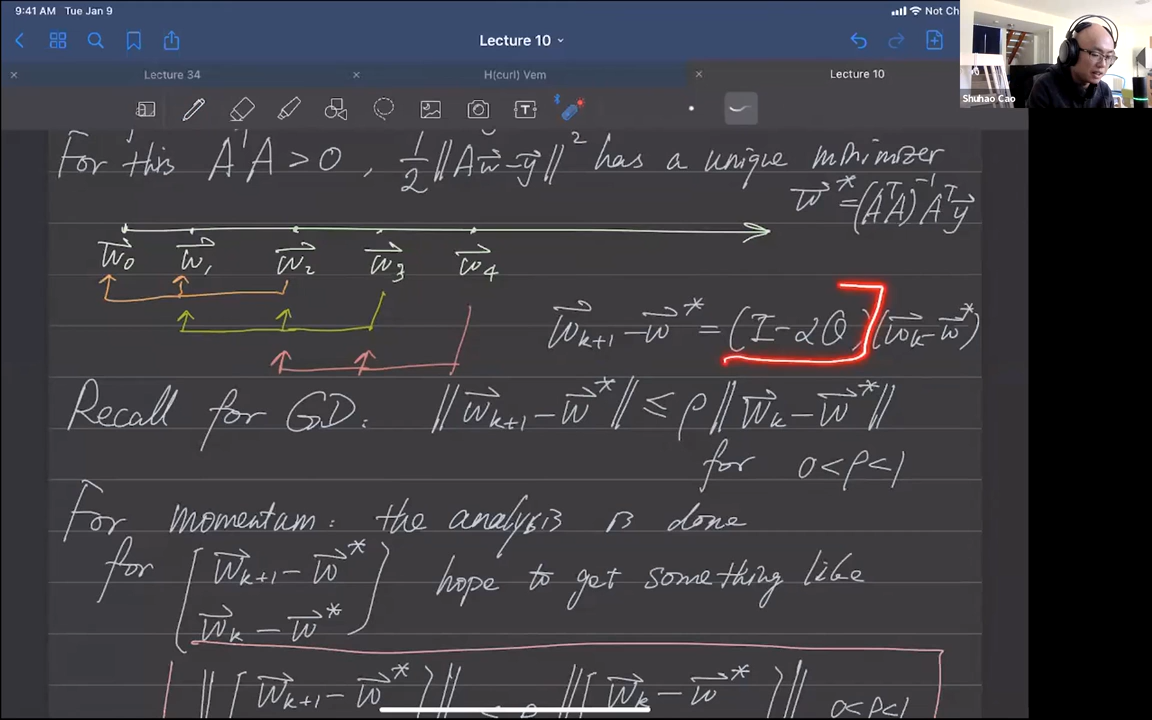 9:41 AM Tue Jan 9
Not Ch
Lecture 10
Lecture 34
H(curl) Vem
Lecture 10
Shuhao Cao
For this AᵀA > 0 , 1/2 ||Aw⃗ - y⃗||² has a unique minimizer
w⃗* = (AᵀA)⁻¹Aᵀy⃗
w⃗₀ w⃗₁ w⃗₂ w⃗₃ w⃗₄
w⃗ₖ₊₁ - w⃗* = (I - αQ)(w⃗ₖ - w⃗*)
Recall for GD: ||w⃗ₖ₊₁ - w⃗*|| ≤ ρ ||w⃗ₖ - w⃗*||
for 0<ρ<1
For momentum: the analysis is done
for [w⃗ₖ₊₁ - w⃗* hope to get something like
w⃗ₖ - w⃗*]
||[w⃗ₖ₊₁ - w⃗*]|| ≤ ρ ||[w⃗ₖ - w⃗*]|| 0<ρ<1